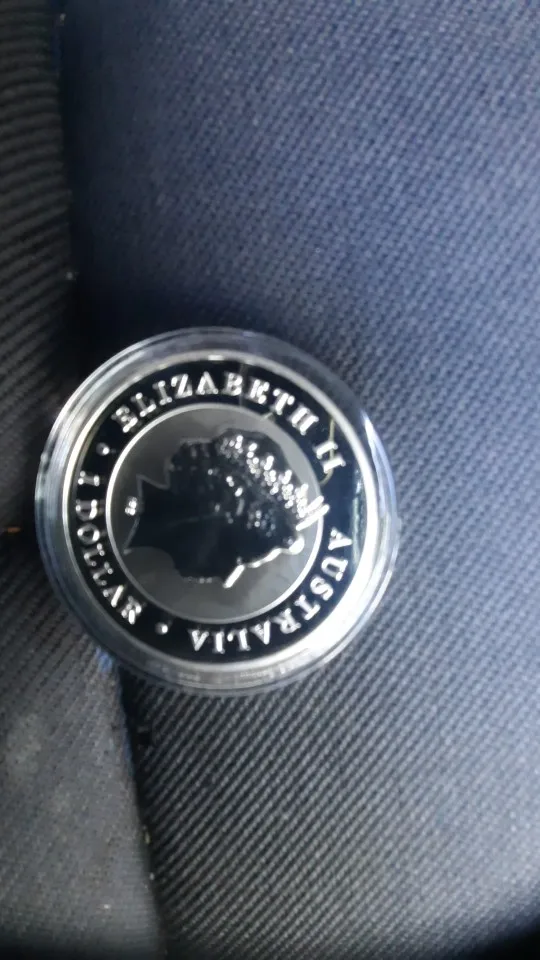 ELIZABETH II
AUSTRALIA
1 DOLLAR